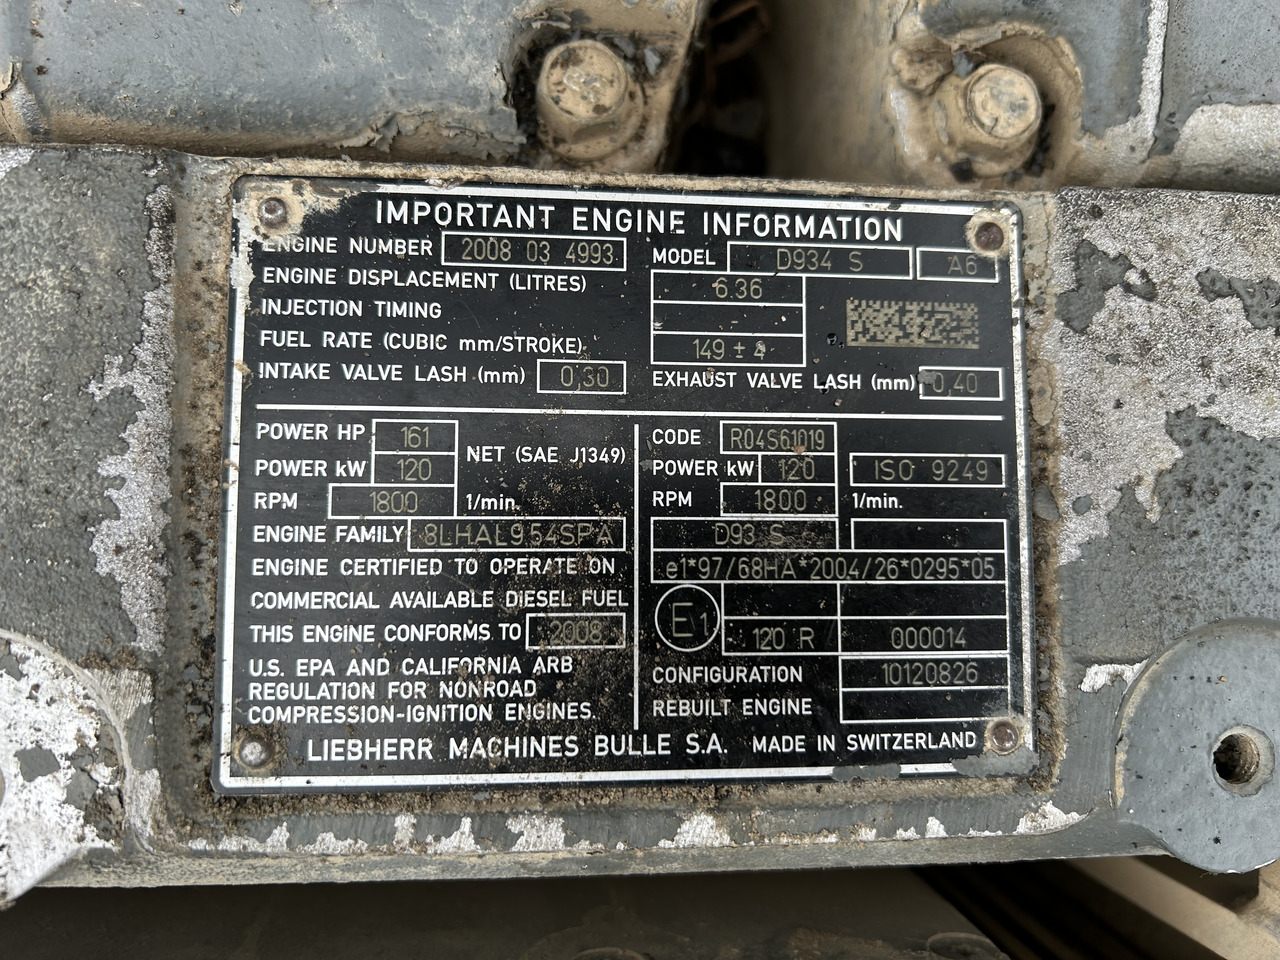 IMPORTANT ENGINE INFORMATION
ENGINE NUMBER 2008 03 4993 MODEL D934 S A6
ENGINE DISPLACEMENT (LITRES) 6.36
INJECTION TIMING
FUEL RATE (CUBIC mm/STROKE) 149 ± 4
INTAKE VALVE LASH (mm) 0,30 EXHAUST VALVE LASH (mm) 0,40
POWER HP 161
POWER kW 120
NET (SAE J1349)
RPM 1800 1/min.
ENGINE FAMILY 8LHAL9.54SPA
ENGINE CERTIFIED TO OPERATE ON
COMMERCIAL AVAILABLE DIESEL FUEL
THIS ENGINE CONFORMS TO 2008
U.S. EPA AND CALIFORNIA ARB
REGULATION FOR NONROAD
COMPRESSION-IGNITION ENGINES.
CODE R04S61019
POWER kW 120 ISO 9249
RPM 1800 1/min.
D93 S
e1*97/68HA*2004/26*0295*05
E1
120 R 000014
CONFIGURATION 10120826
REBUILT ENGINE
LIEBHERR MACHINES BULLE S.A. MADE IN SWITZERLAND